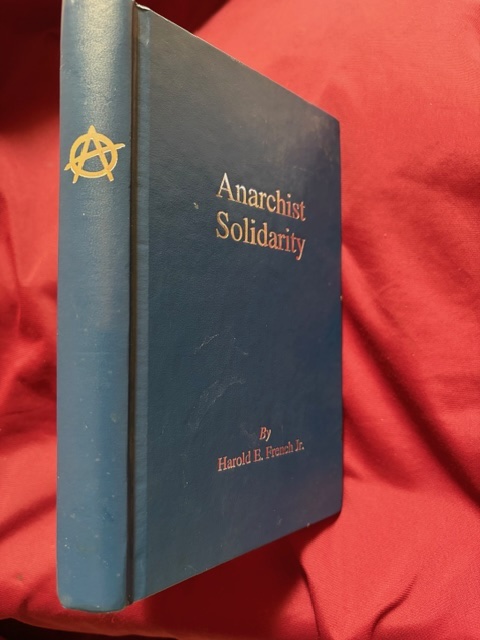 Anarchist
Solidarity
By
Harold E. French Jr.